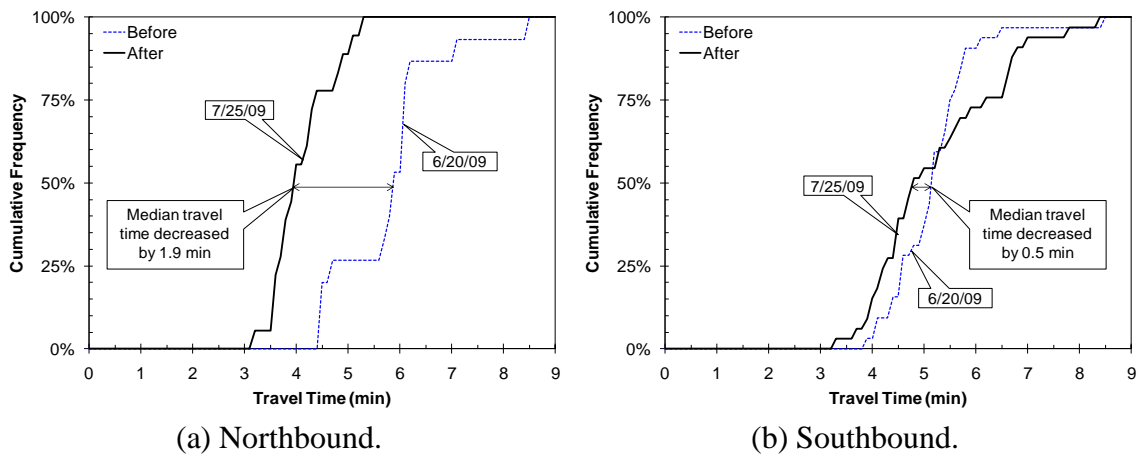 100%
75%
50%
25%
0%
Cumulative Frequency
Before
After
7/25/09
6/20/09
Median travel
time decreased
by 1.9 min
0 1 2 3 4 5 6 7 8 9
Travel Time (min)
(a) Northbound.
100%
75%
50%
25%
0%
Cumulative Frequency
Before
After
7/25/09
Median travel
time decreased
by 0.5 min
6/20/09
0 1 2 3 4 5 6 7 8 9
Travel Time (min)
(b) Southbound.